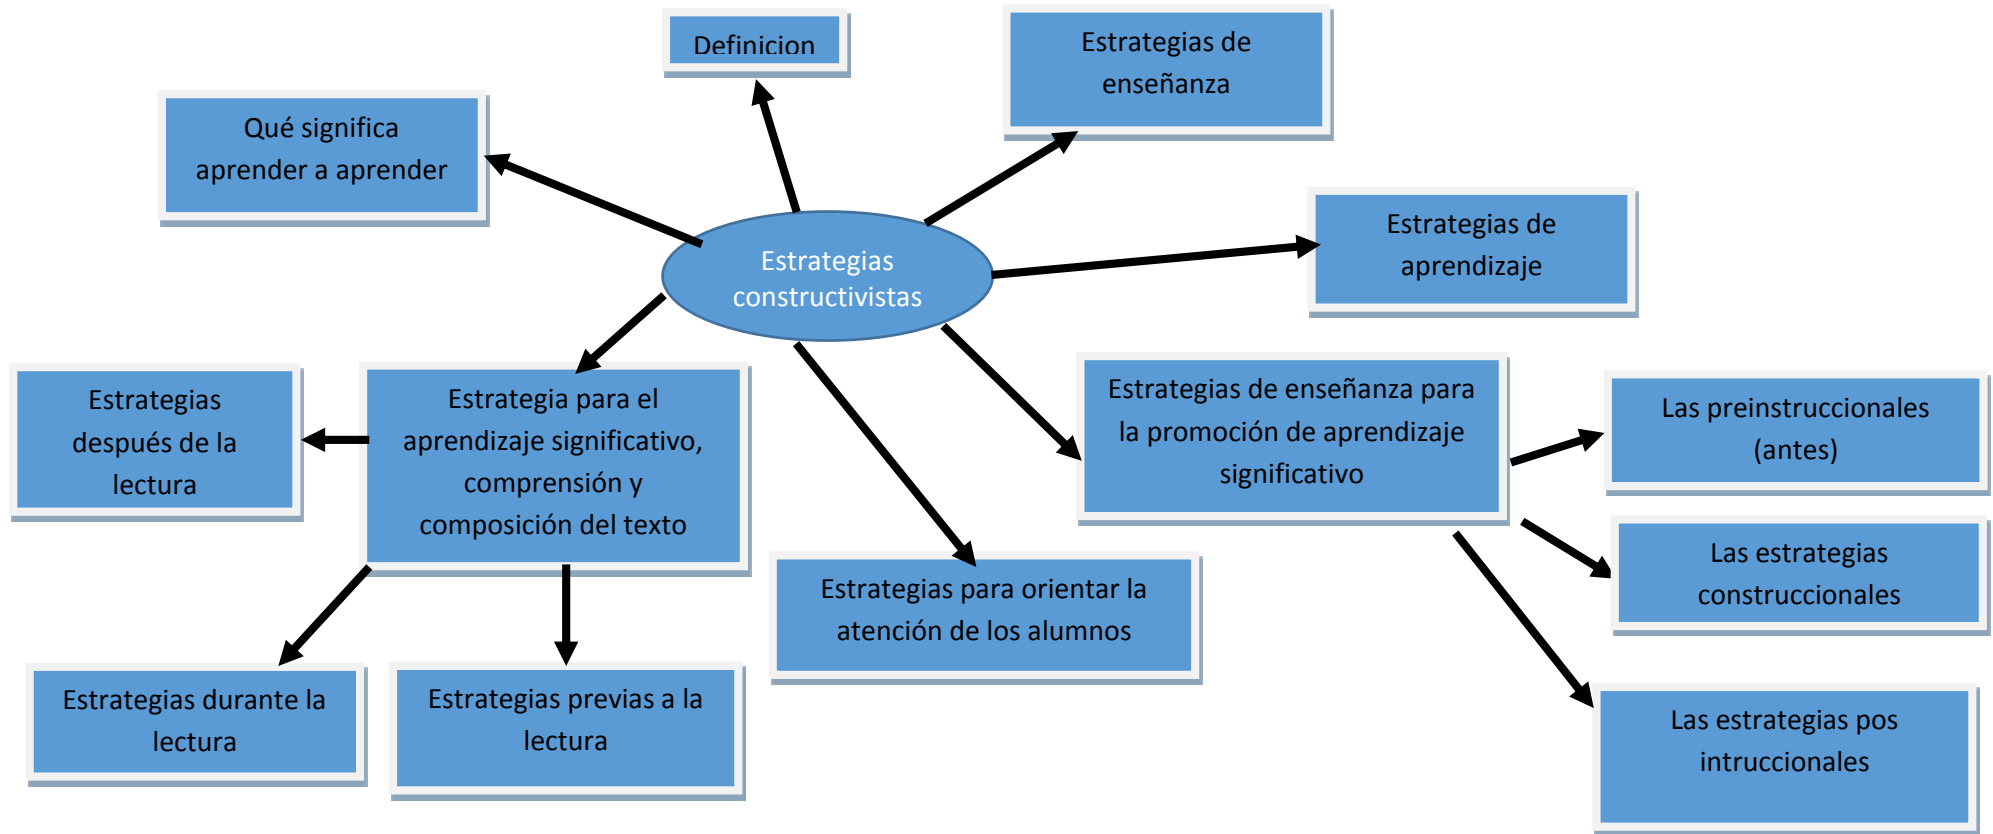 Definicion
Estrategias de
enseñanza
Qué significa
aprender a aprender
Estrategias de
aprendizaje
Estrategias
constructivistas
Estrategias
después de la
lectura
Estrategia para el
aprendizaje significativo,
comprensión y
composición del texto
Estrategias de enseñanza para
la promoción de aprendizaje
significativo
Las preinstruccionales
(antes)
Las estrategias
construccionales
Estrategias para orientar la
atención de los alumnos
Estrategias durante la
lectura
Estrategias previas a la
lectura
Las estrategias pos
intruccionales